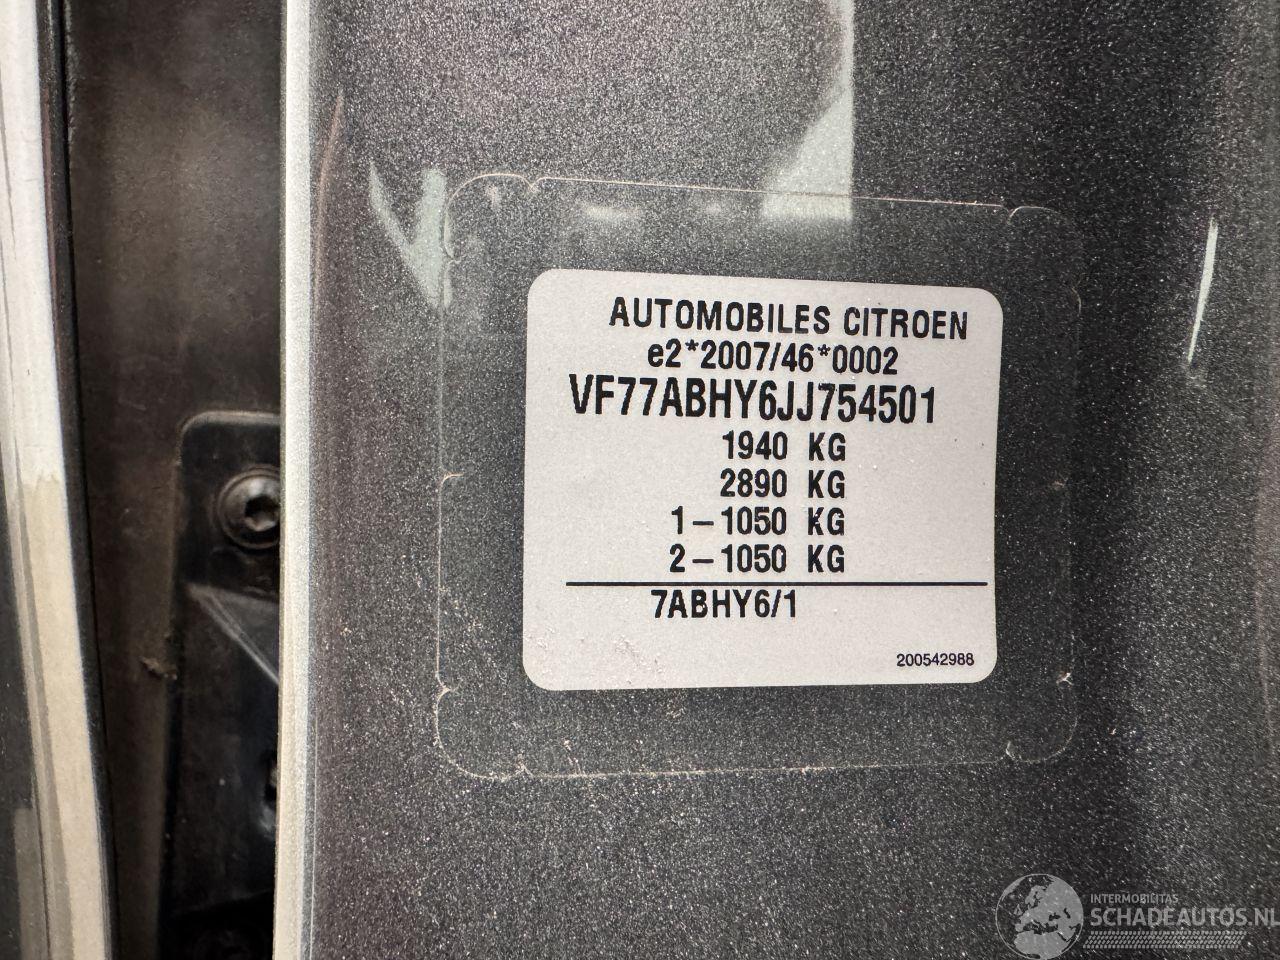 AUTOMOBILES CITROEN
e2*2007/46*0002
VF77ABHY6JJ754501
1940 KG
2890 KG
1-1050 KG
2-1050 KG
7ABHY6/1
200542988
INTERMOBILITAS
SCHADEAUTOS.NL